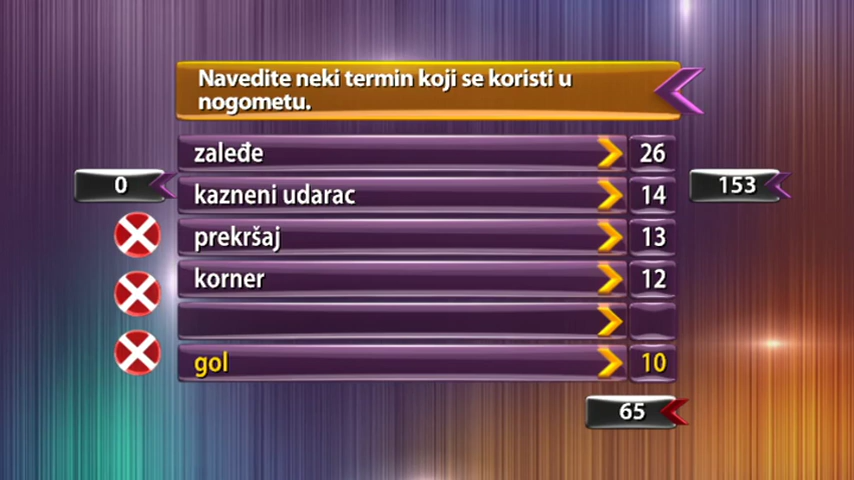 Navedite neki termin koji se koristi u
nogometu.
zaleđe 26
0
153
kazneni udarac 14
prekršaj 13
korner 12
gol 10
65